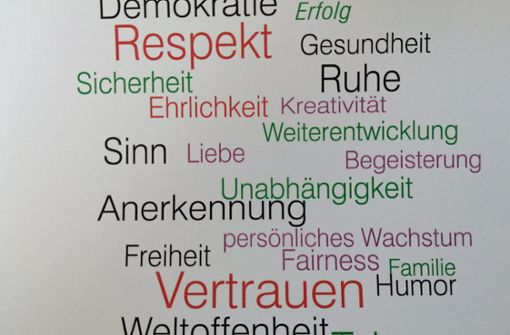 Demokratie Erfolg
Respekt Gesundheit
Sicherheit Ruhe
Ehrlichkeit Kreativität
Weiterentwicklung
Sinn Liebe Begeisterung
Unabhängigkeit
Anerkennung
persönliches Wachstum
Freiheit Fairness Familie
Vertrauen Humor
Weltoffenheit